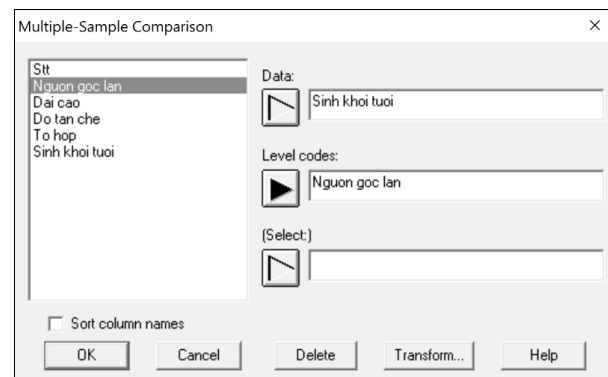 Multiple-Sample Comparison
Stt
Nguon goc lan
Dai cao
Do tan che
To hop
Sinh khoi tuoi
Data:
Sinh khoi tuoi
Level codes:
Nguon goc lan
(Select:)
Sort column names
OK
Cancel
Delete
Transform...
Help